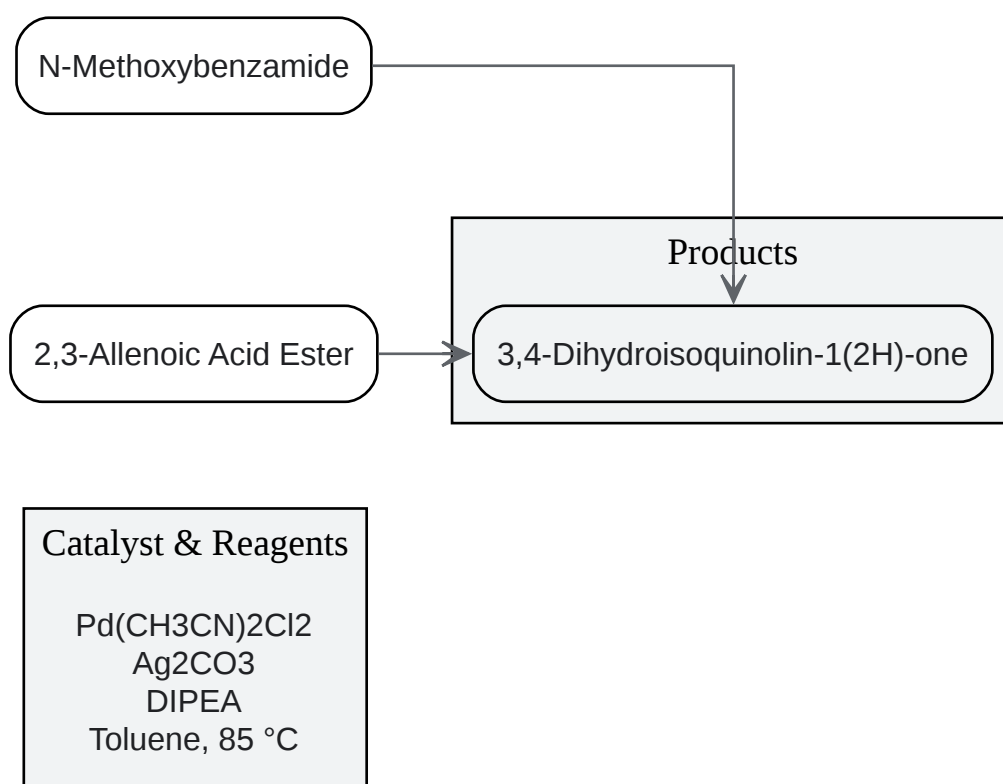 N-Methoxybenzamide
Products
2,3-Allenoic Acid Ester
3,4-Dihydroisoquinolin-1(2H)-one
Catalyst & Reagents
Pd(CH3CN)2Cl2
Ag2CO3
DIPEA
Toluene, 85 °C